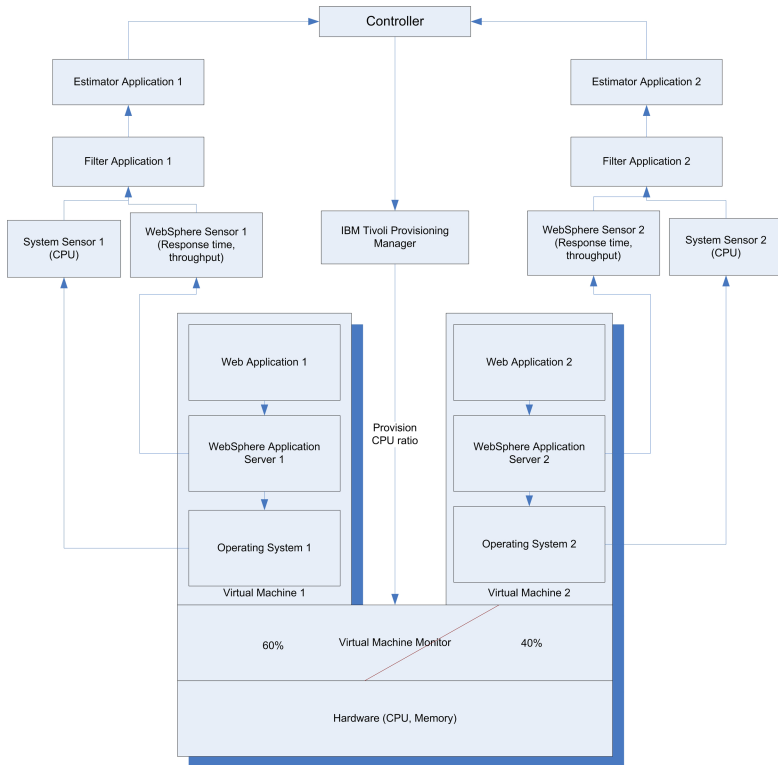 Controller
Estimator Application 1
Estimator Application 2
Filter Application 1
Filter Application 2
System Sensor 1
(CPU)
WebSphere Sensor 1
(Response time,
throughput)
IBM Tivoli Provisioning
Manager
WebSphere Sensor 2
(Response time,
throughput)
System Sensor 2
(CPU)
Web Application 1
Web Application 2
Provision
CPU ratio
WebSphere Application
Server 1
WebSphere Application
Server 2
Operating System 1
Operating System 2
Virtual Machine 1
Virtual Machine 2
60%
Virtual Machine Monitor
40%
Hardware (CPU, Memory)